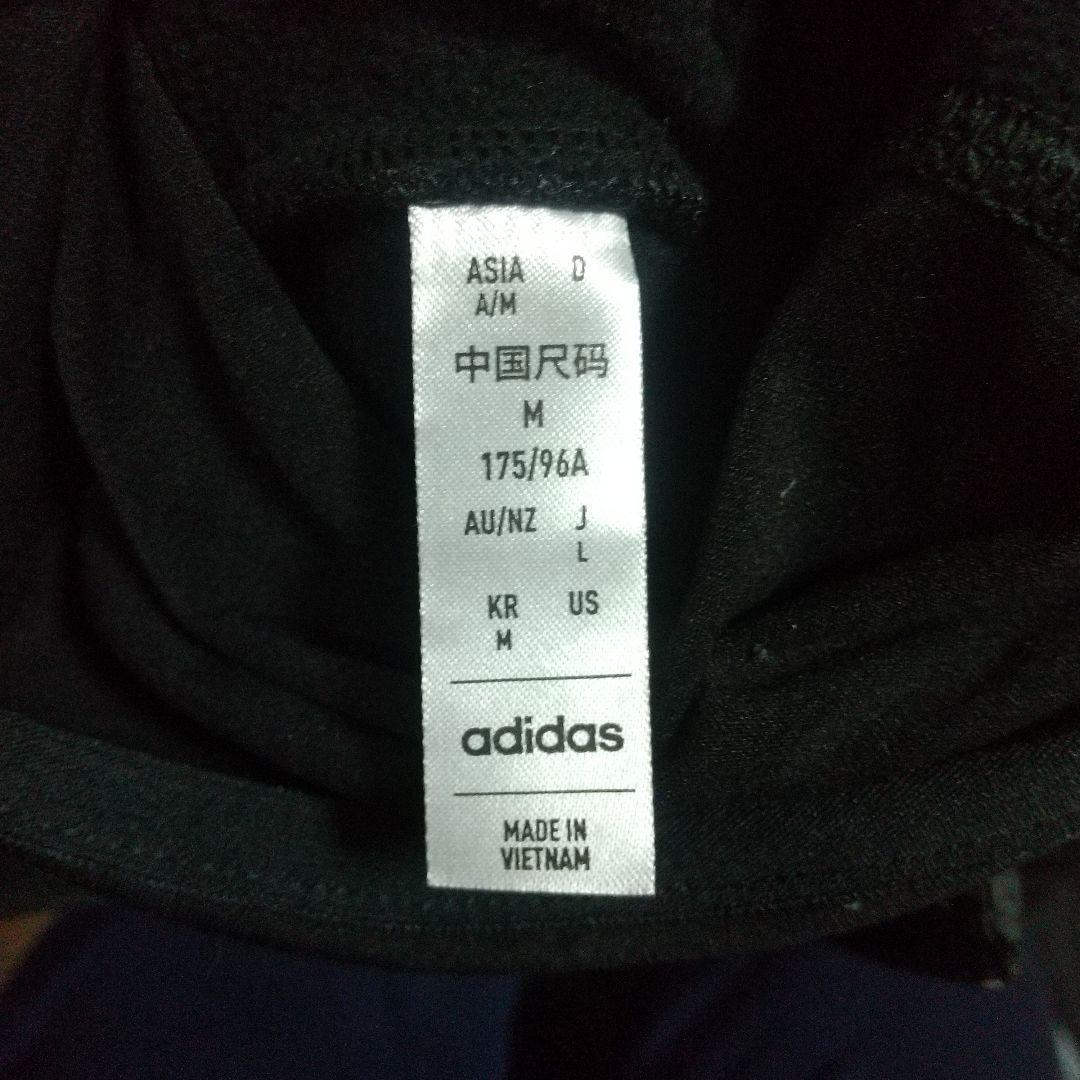 ASIA D
A/M
中国尺码
M
175/96A
AU/NZ J
L
KR US
M
adidas
MADE IN
VIETNAM